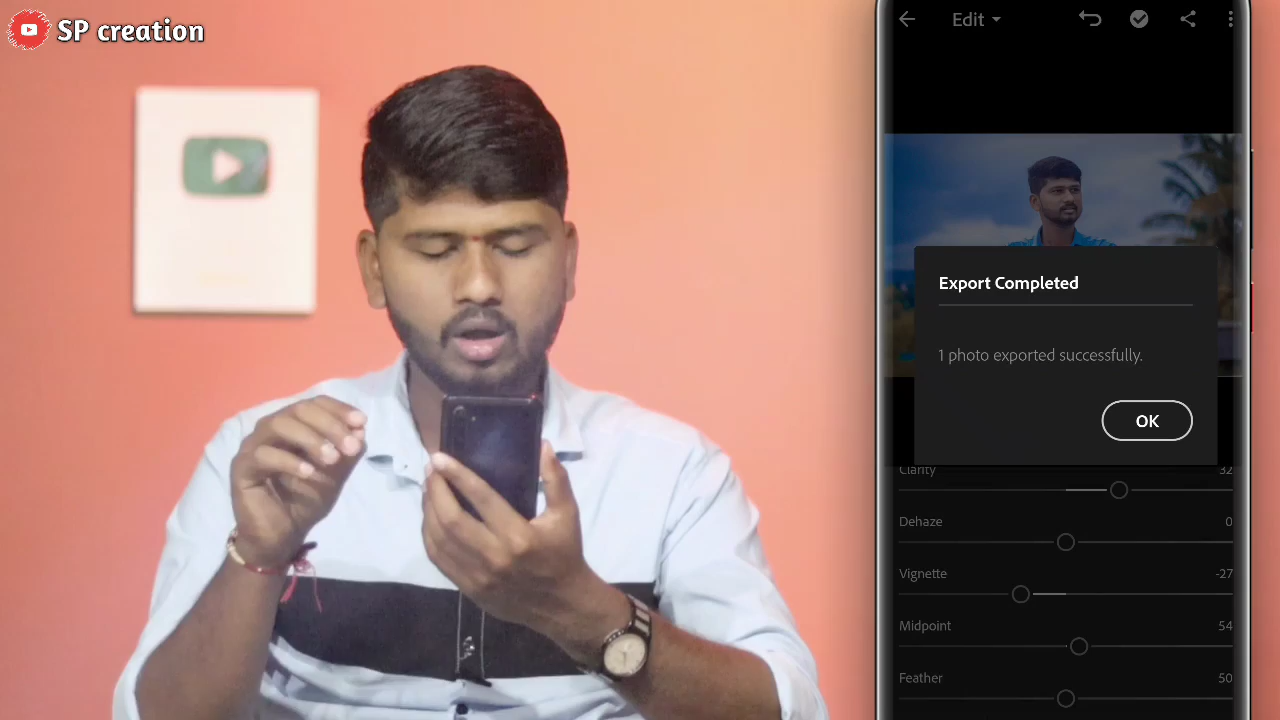 SP creation
Edit
Export Completed
1 photo exported successfully.
OK
Clarity 32
Dehaze 0
Vignette -27
Midpoint 54
Feather 50